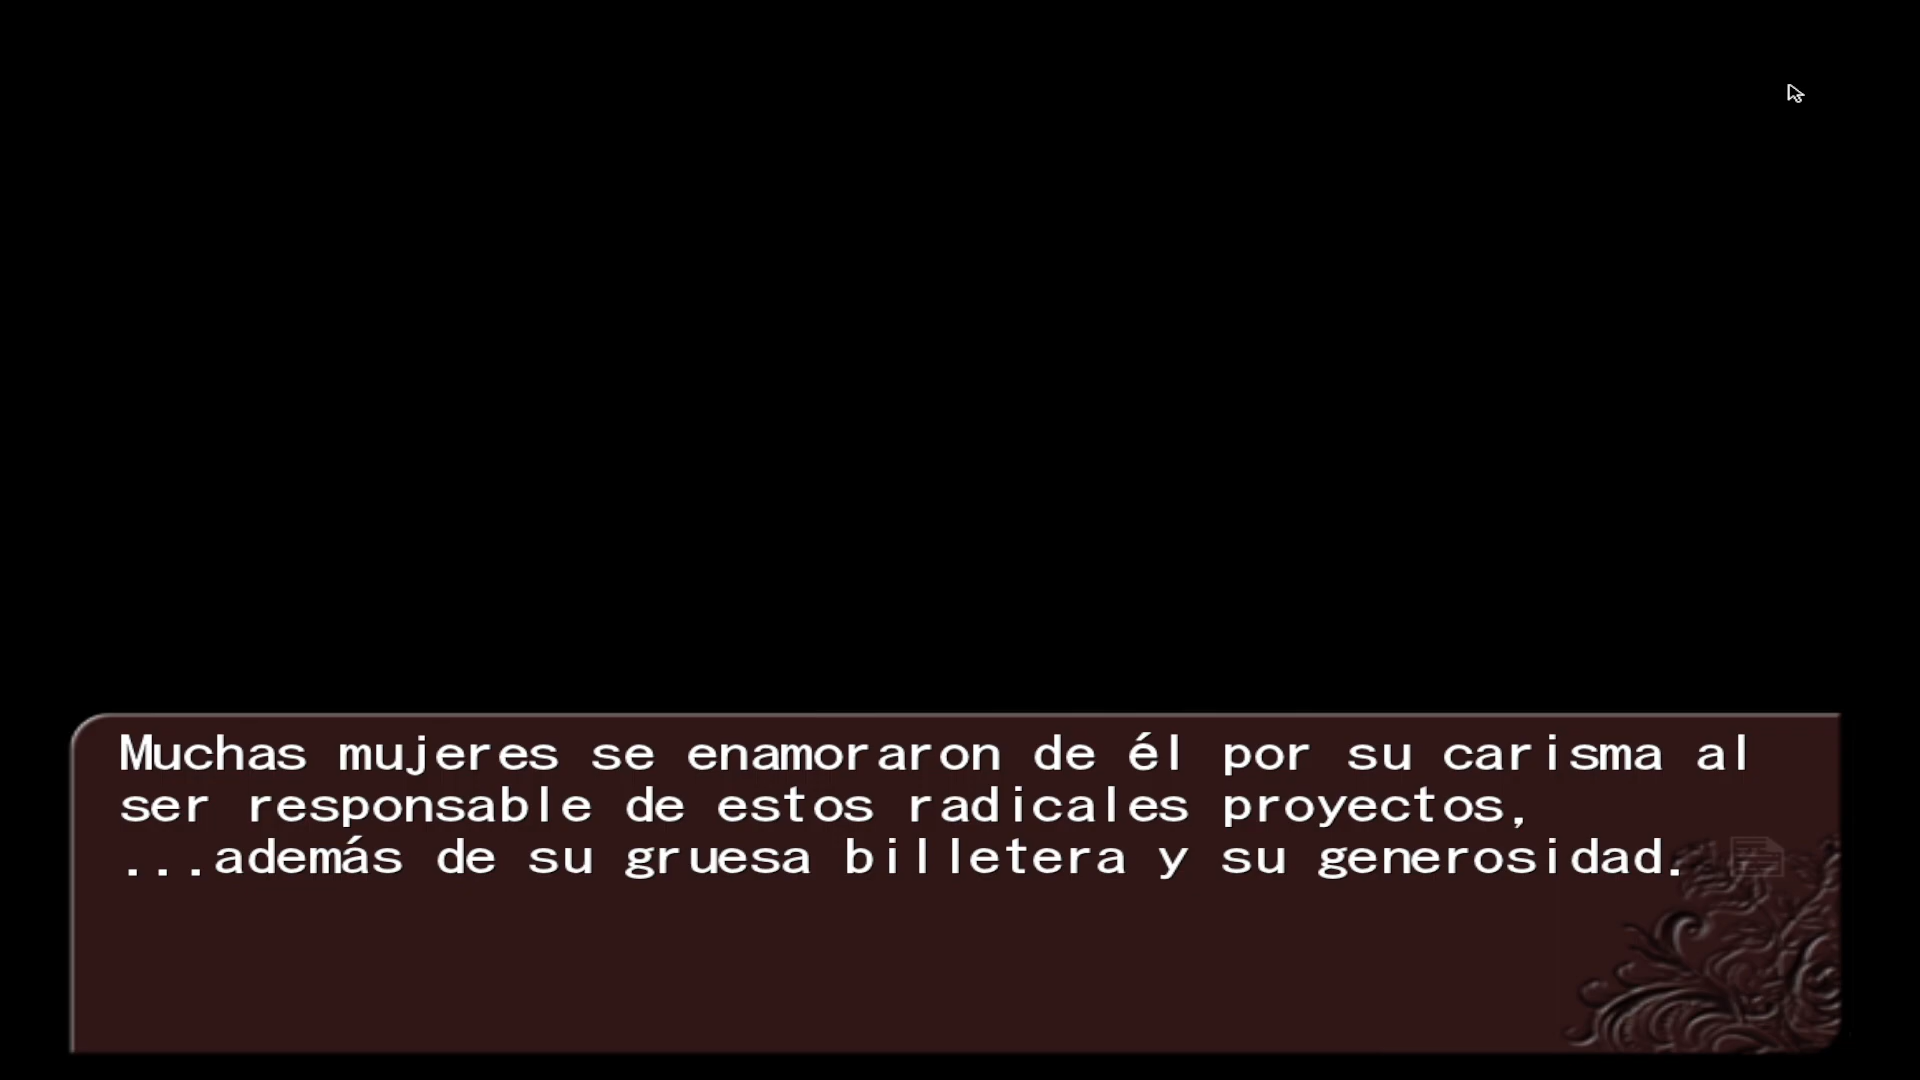 Muchas mujeres se enamoraron de él por su carisma al
ser responsable de estos radicales proyectos,
...además de su gruesa billetera y su generosidad.